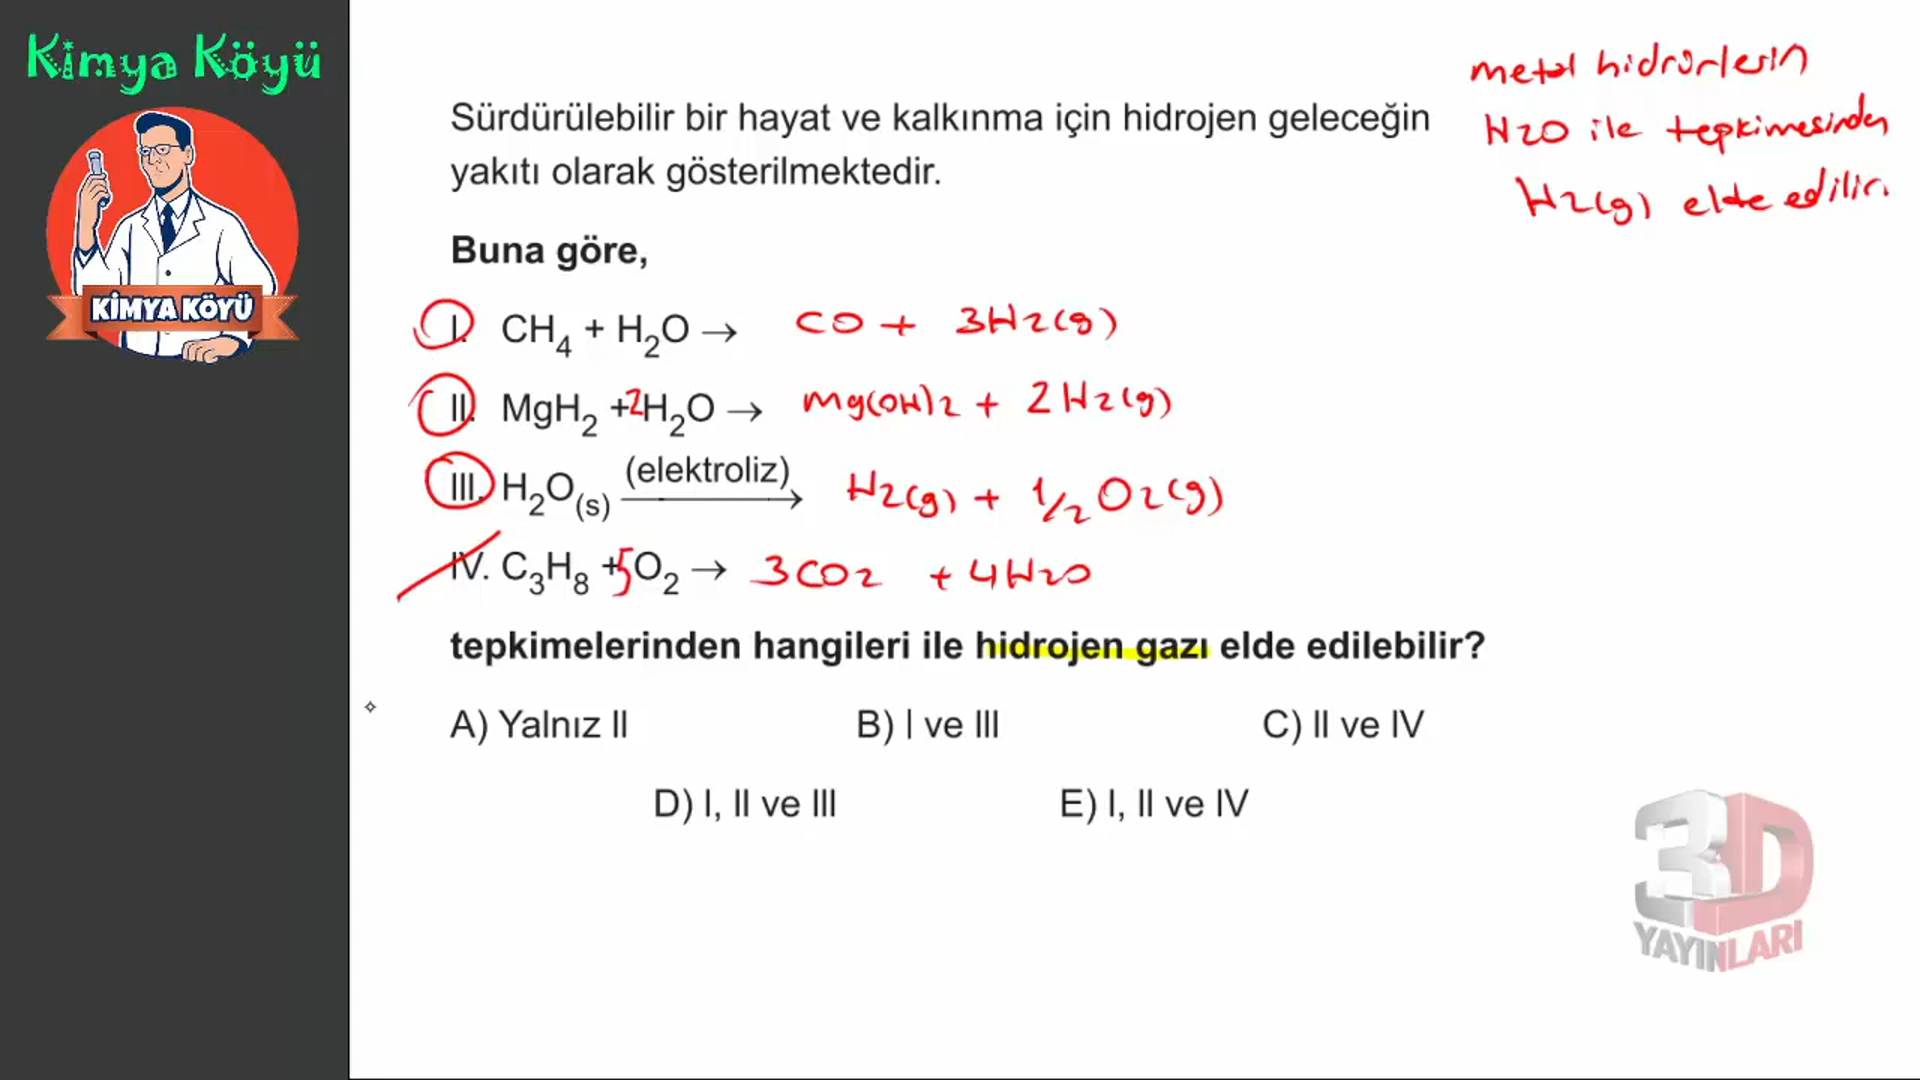 Kimya Köyü
KİMYA KÖYÜ
metal hidrürlerin
H2O ile tepkimesinden
H2(g) elde edilir.
Sürdürülebilir bir hayat ve kalkınma için hidrojen geleceğin
yakıtı olarak gösterilmektedir.
Buna göre,
I. CH₄ + H₂O → CO + 3H2(g)
II. MgH₂ +2H₂O → Mg(OH)2 + 2H2(g)
III. H₂O(s) (elektroliz) → H2(g) + 1/2 O2(g)
IV. C₃H₈ +5O₂ → 3CO2 + 4H2O
tepkimelerinden hangileri ile hidrojen gazı elde edilebilir?
A) Yalnız II B) I ve III C) II ve IV
D) I, II ve III E) I, II ve IV
3D
YAYINLARI